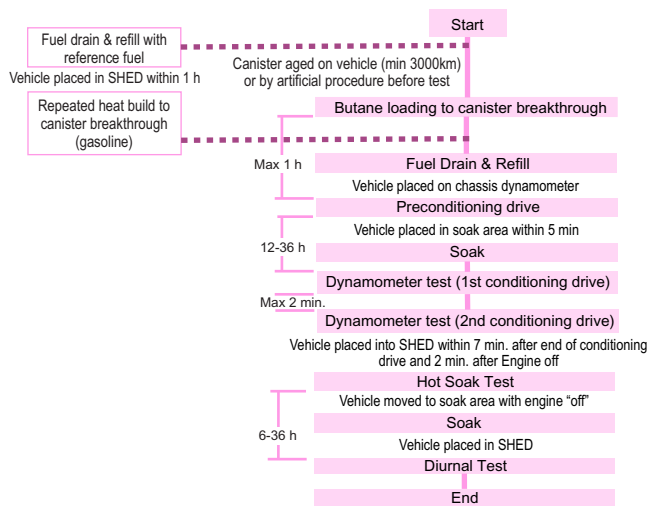 Start
Fuel drain & refill with
reference fuel
Vehicle placed in SHED within 1 h
Canister aged on vehicle (min 3000km)
or by artificial procedure before test
Repeated heat build to
canister breakthrough
(gasoline)
Butane loading to canister breakthrough
Max 1 h
Fuel Drain & Refill
Vehicle placed on chassis dynamometer
Preconditioning drive
Vehicle placed in soak area within 5 min
12-36 h
Soak
Dynamometer test (1st conditioning drive)
Max 2 min.
Dynamometer test (2nd conditioning drive)
Vehicle placed into SHED within 7 min. after end of conditioning
drive and 2 min. after Engine off
Hot Soak Test
Vehicle moved to soak area with engine “off”
Soak
6-36 h
Vehicle placed in SHED
Diurnal Test
End